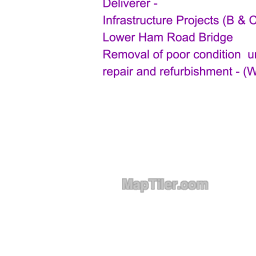 Deliverer -
Infrastructure Projects (B & C
Lower Ham Road Bridge
Removal of poor condition u
repair and refurbishment - (W
MapTiler.com